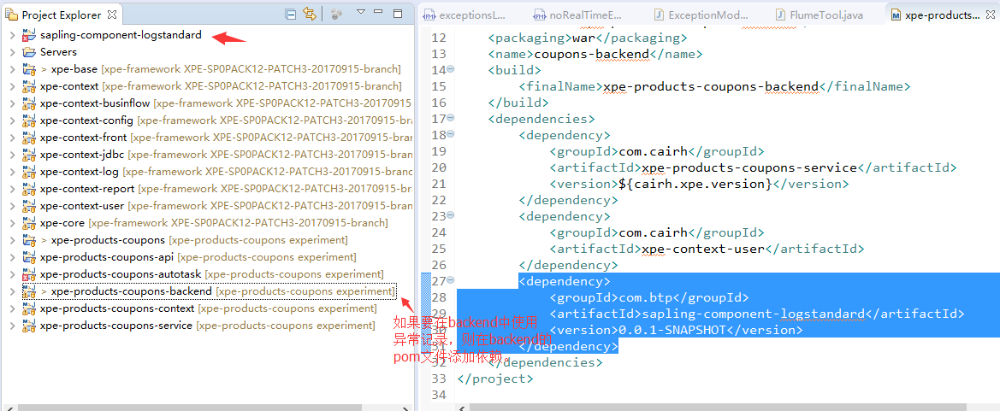 Project Explorer
sapling-component-logstandard
Servers
> xpe-base [xpe-framework XPE-SP0PACK12-PATCH3-20170915-branch]
xpe-context [xpe-framework XPE-SP0PACK12-PATCH3-20170915-branch]
xpe-context-businflow [xpe-framework XPE-SP0PACK12-PATCH3-20170915
xpe-context-config [xpe-framework XPE-SP0PACK12-PATCH3-20170915-br
xpe-context-front [xpe-framework XPE-SP0PACK12-PATCH3-20170915-bra
xpe-context-jdbc [xpe-framework XPE-SP0PACK12-PATCH3-20170915-bran
xpe-context-log [xpe-framework XPE-SP0PACK12-PATCH3-20170915-branc
xpe-context-report [xpe-framework XPE-SP0PACK12-PATCH3-20170915-br
xpe-context-user [xpe-framework XPE-SP0PACK12-PATCH3-20170915-bran
xpe-core [xpe-framework XPE-SP0PACK12-PATCH3-20170915-branch]
> xpe-products-coupons [xpe-products-coupons experiment]
xpe-products-coupons-api [xpe-products-coupons experiment]
xpe-products-coupons-autotask [xpe-products-coupons experiment]
> xpe-products-coupons-backend [xpe-products-coupons experiment]
xpe-products-coupons-context [xpe-products-coupons experiment]
xpe-products-coupons-service [xpe-products-coupons experiment]
如果要在backend中使用
异常记录，则在backend的
pom文件添加依赖。
exceptionsL...
noRealTimeE...
ExceptionMod...
FlumeTool.java
xpe-products...
12 <packaging>war</packaging>
13 <name>coupons-backend</name>
14 <build>
15 <finalName>xpe-products-coupons-backend</finalName>
16 </build>
17 <dependencies>
18 <dependency>
19 <groupId>com.cairh</groupId>
20 <artifactId>xpe-products-coupons-service</artifactId>
21 <version>${cairh.xpe.version}</version>
22 </dependency>
23 <dependency>
24 <groupId>com.cairh</groupId>
25 <artifactId>xpe-context-user</artifactId>
26 </dependency>
27 <dependency>
28 <groupId>com.btp</groupId>
29 <artifactId>sapling-component-logstandard</artifactId>
30 <version>0.0.1-SNAPSHOT</version>
31 </dependency>
32 </dependencies>
33 </project>
34